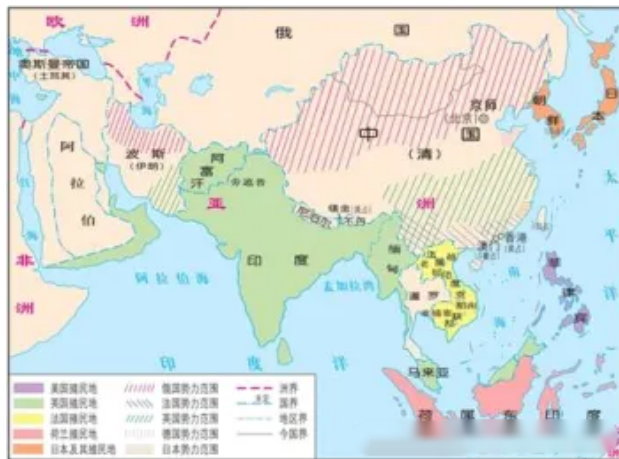 欧洲
俄国
奥斯曼帝国
(土耳其)
京师
(北京)
日本
朝鲜
中国
(清)
波斯
(伊朗)
阿富汗
阿拉伯
亚洲
印度
缅甸
香港
澳门
暹罗
太平洋
南海
菲律宾
非洲
红海
阿拉伯海
孟加拉湾
印度洋
马来亚
荷属东印度
美国殖民地
英国殖民地
法国殖民地
荷兰殖民地
日本及其殖民地
俄国势力范围
法国势力范围
英国势力范围
德国势力范围
日本势力范围
洲界
国界
地区界
今国界